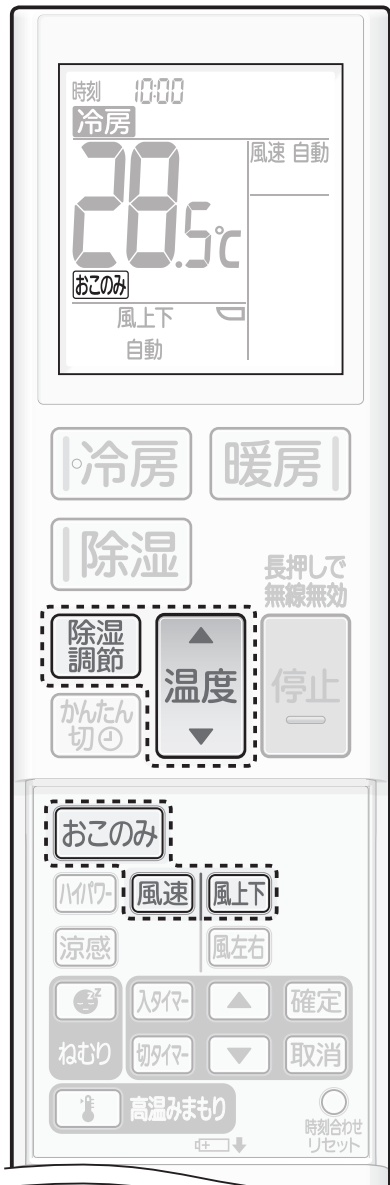 時刻 10:00
冷房
風速 自動
28.5℃
おこのみ
風上下
自動
冷房 暖房
除湿
長押しで
無線無効
除湿
調節
温度
停止
かんたん
切
おこのみ
ハイパワー 風速 風上下
涼感 風左右
入タイマー 確定
ねむり 切タイマー 取消
高温みまもり
時刻合わせ
リセット